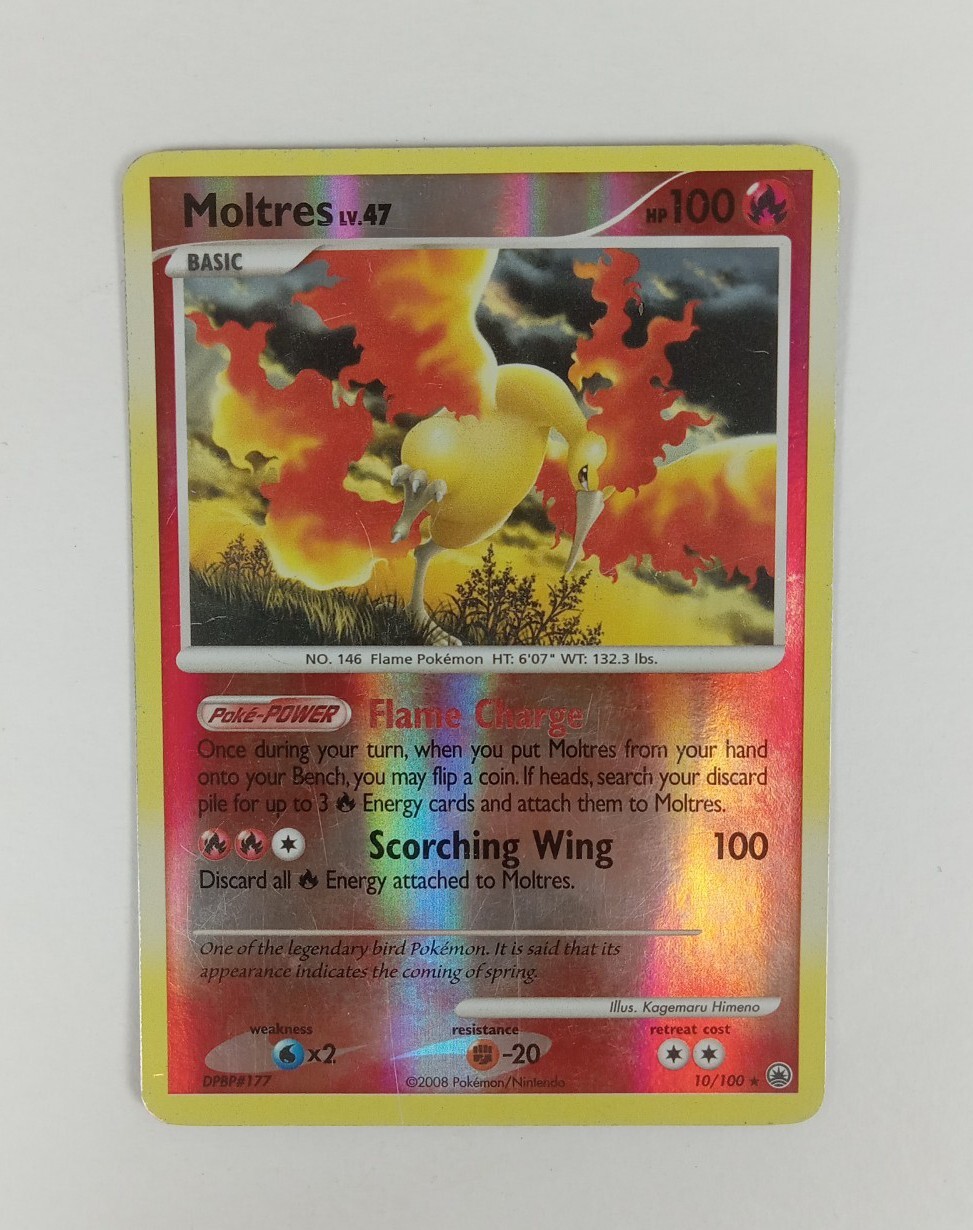 Moltres LV.47 HP 100
BASIC
NO. 146 Flame Pokémon HT: 6'07" WT: 132.3 lbs.
Poké-POWER Flame Charge
Once during your turn, when you put Moltres from your hand
onto your Bench, you may flip a coin. If heads, search your discard
pile for up to 3 Energy cards and attach them to Moltres.
Scorching Wing 100
Discard all Energy attached to Moltres.
One of the legendary bird Pokémon. It is said that its
appearance indicates the coming of spring.
Illus. Kagemaru Himeno
weakness resistance retreat cost
x2 -20
DPBP#177 ©2008 Pokémon/Nintendo 10/100 ★